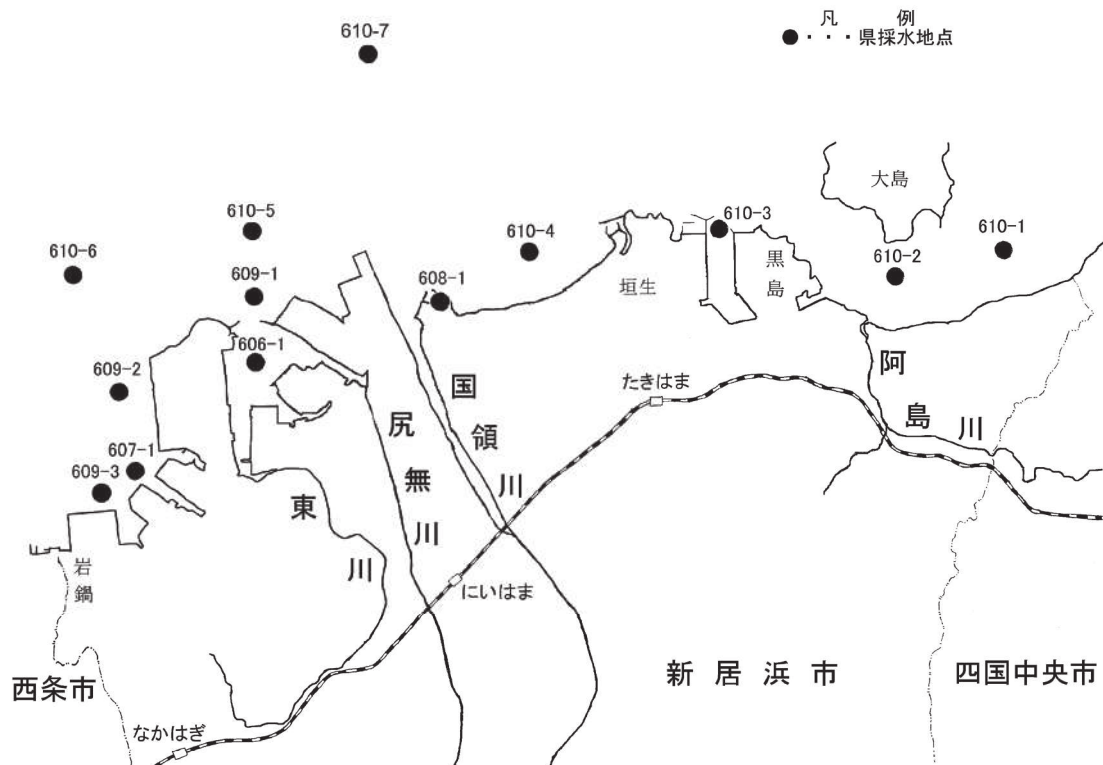 凡 例
●・・・県採水地点
610-7
大島
610-5
610-3
610-1
610-4
610-6
610-2
609-1
608-1
垣生
黒島
606-1
609-2
阿島川
国領川
たきはま
尻無川
607-1
609-3
東川
岩鍋
にいはま
西条市
新居浜市
四国中央市
なかはぎ